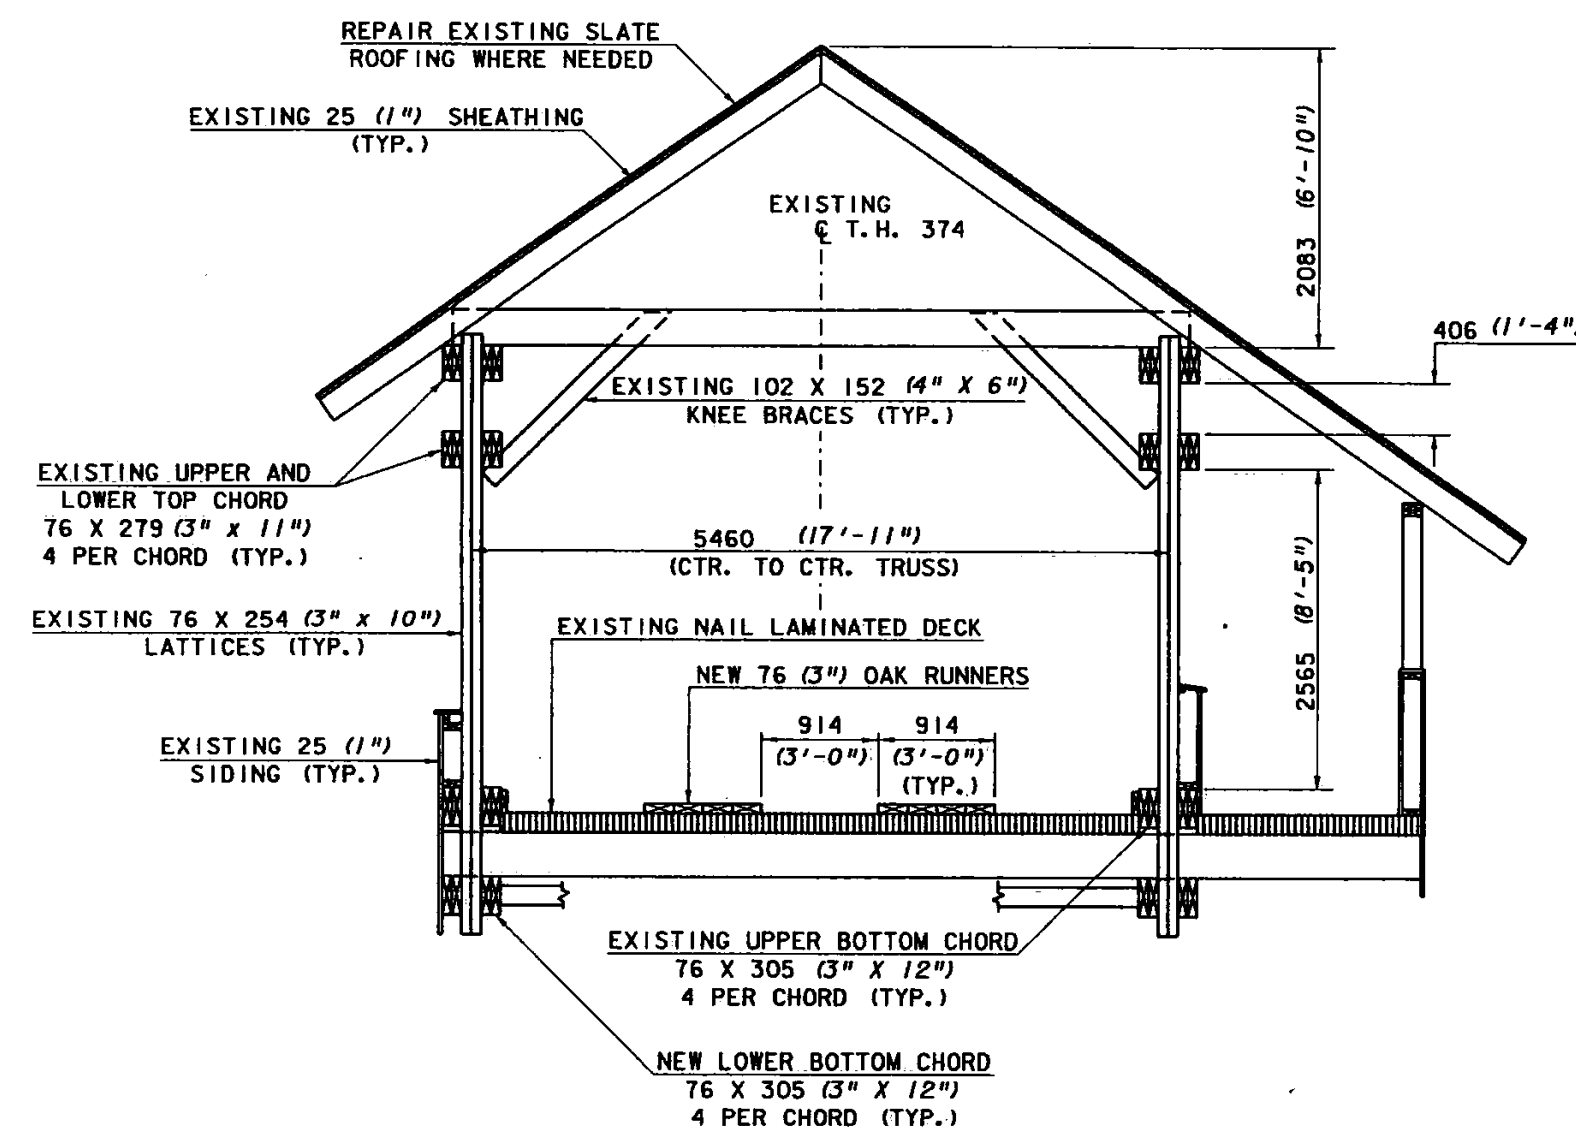 REPAIR EXISTING SLATE
ROOFING WHERE NEEDED
EXISTING 25 (1") SHEATHING
(TYP.)
EXISTING
℄ T.H. 374
2083 (6'-10")
406 (1'-4"
EXISTING 102 X 152 (4" X 6")
KNEE BRACES (TYP.)
EXISTING UPPER AND
LOWER TOP CHORD
76 X 279 (3" x 11")
4 PER CHORD (TYP.)
5460 (17'-11")
(CTR. TO CTR. TRUSS)
2565 (8'-5")
EXISTING 76 X 254 (3" x 10")
LATTICES (TYP.)
EXISTING NAIL LAMINATED DECK
NEW 76 (3") OAK RUNNERS
914
(3'-0")
914
(3'-0")
(TYP.)
EXISTING 25 (1")
SIDING (TYP.)
EXISTING UPPER BOTTOM CHORD
76 X 305 (3" X 12")
4 PER CHORD (TYP.)
NEW LOWER BOTTOM CHORD
76 X 305 (3" X 12")
4 PER CHORD (TYP.)